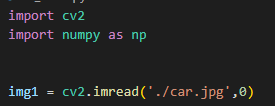 import cv2
import numpy as np
img1 = cv2.imread('./car.jpg',0)